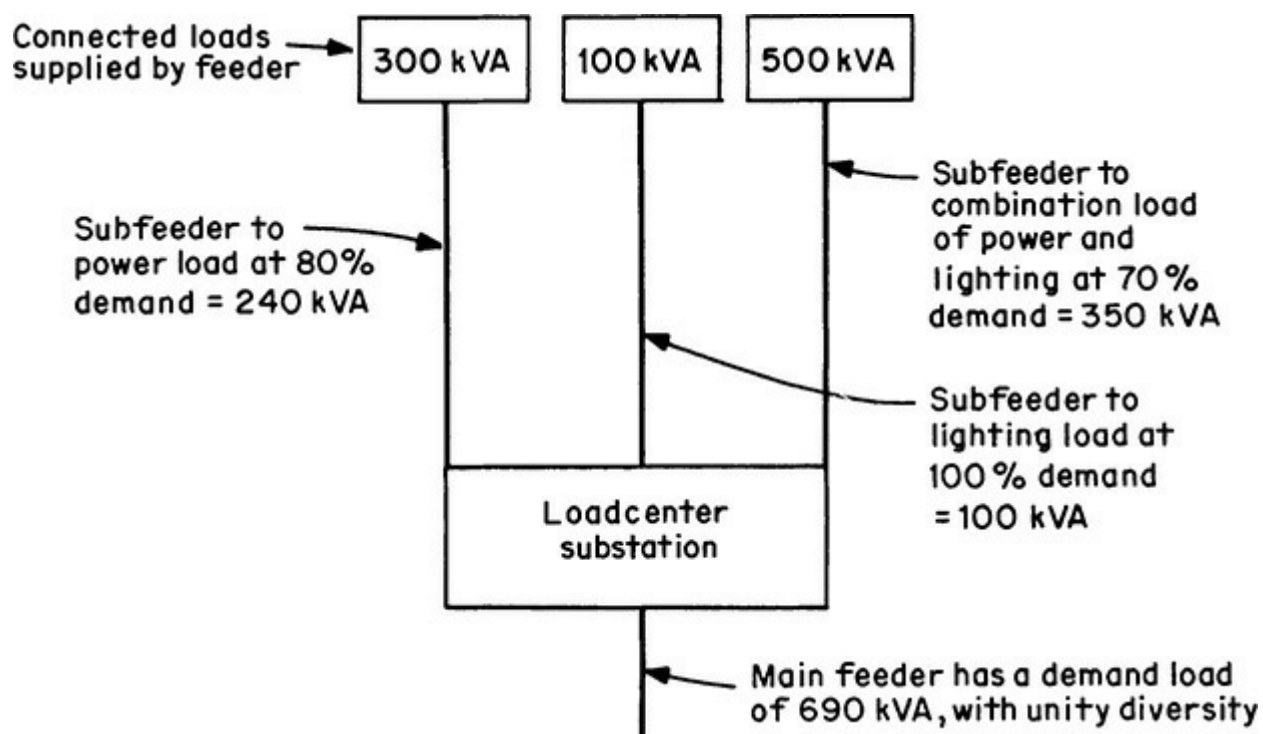 Connected loads
supplied by feeder
300 kVA
100 kVA
500 kVA
Subfeeder to
power load at 80%
demand = 240 kVA
Subfeeder to
combination load
of power and
lighting at 70%
demand = 350 kVA
Subfeeder to
lighting load at
100% demand
= 100 kVA
Loadcenter
substation
Main feeder has a demand load
of 690 kVA, with unity diversity